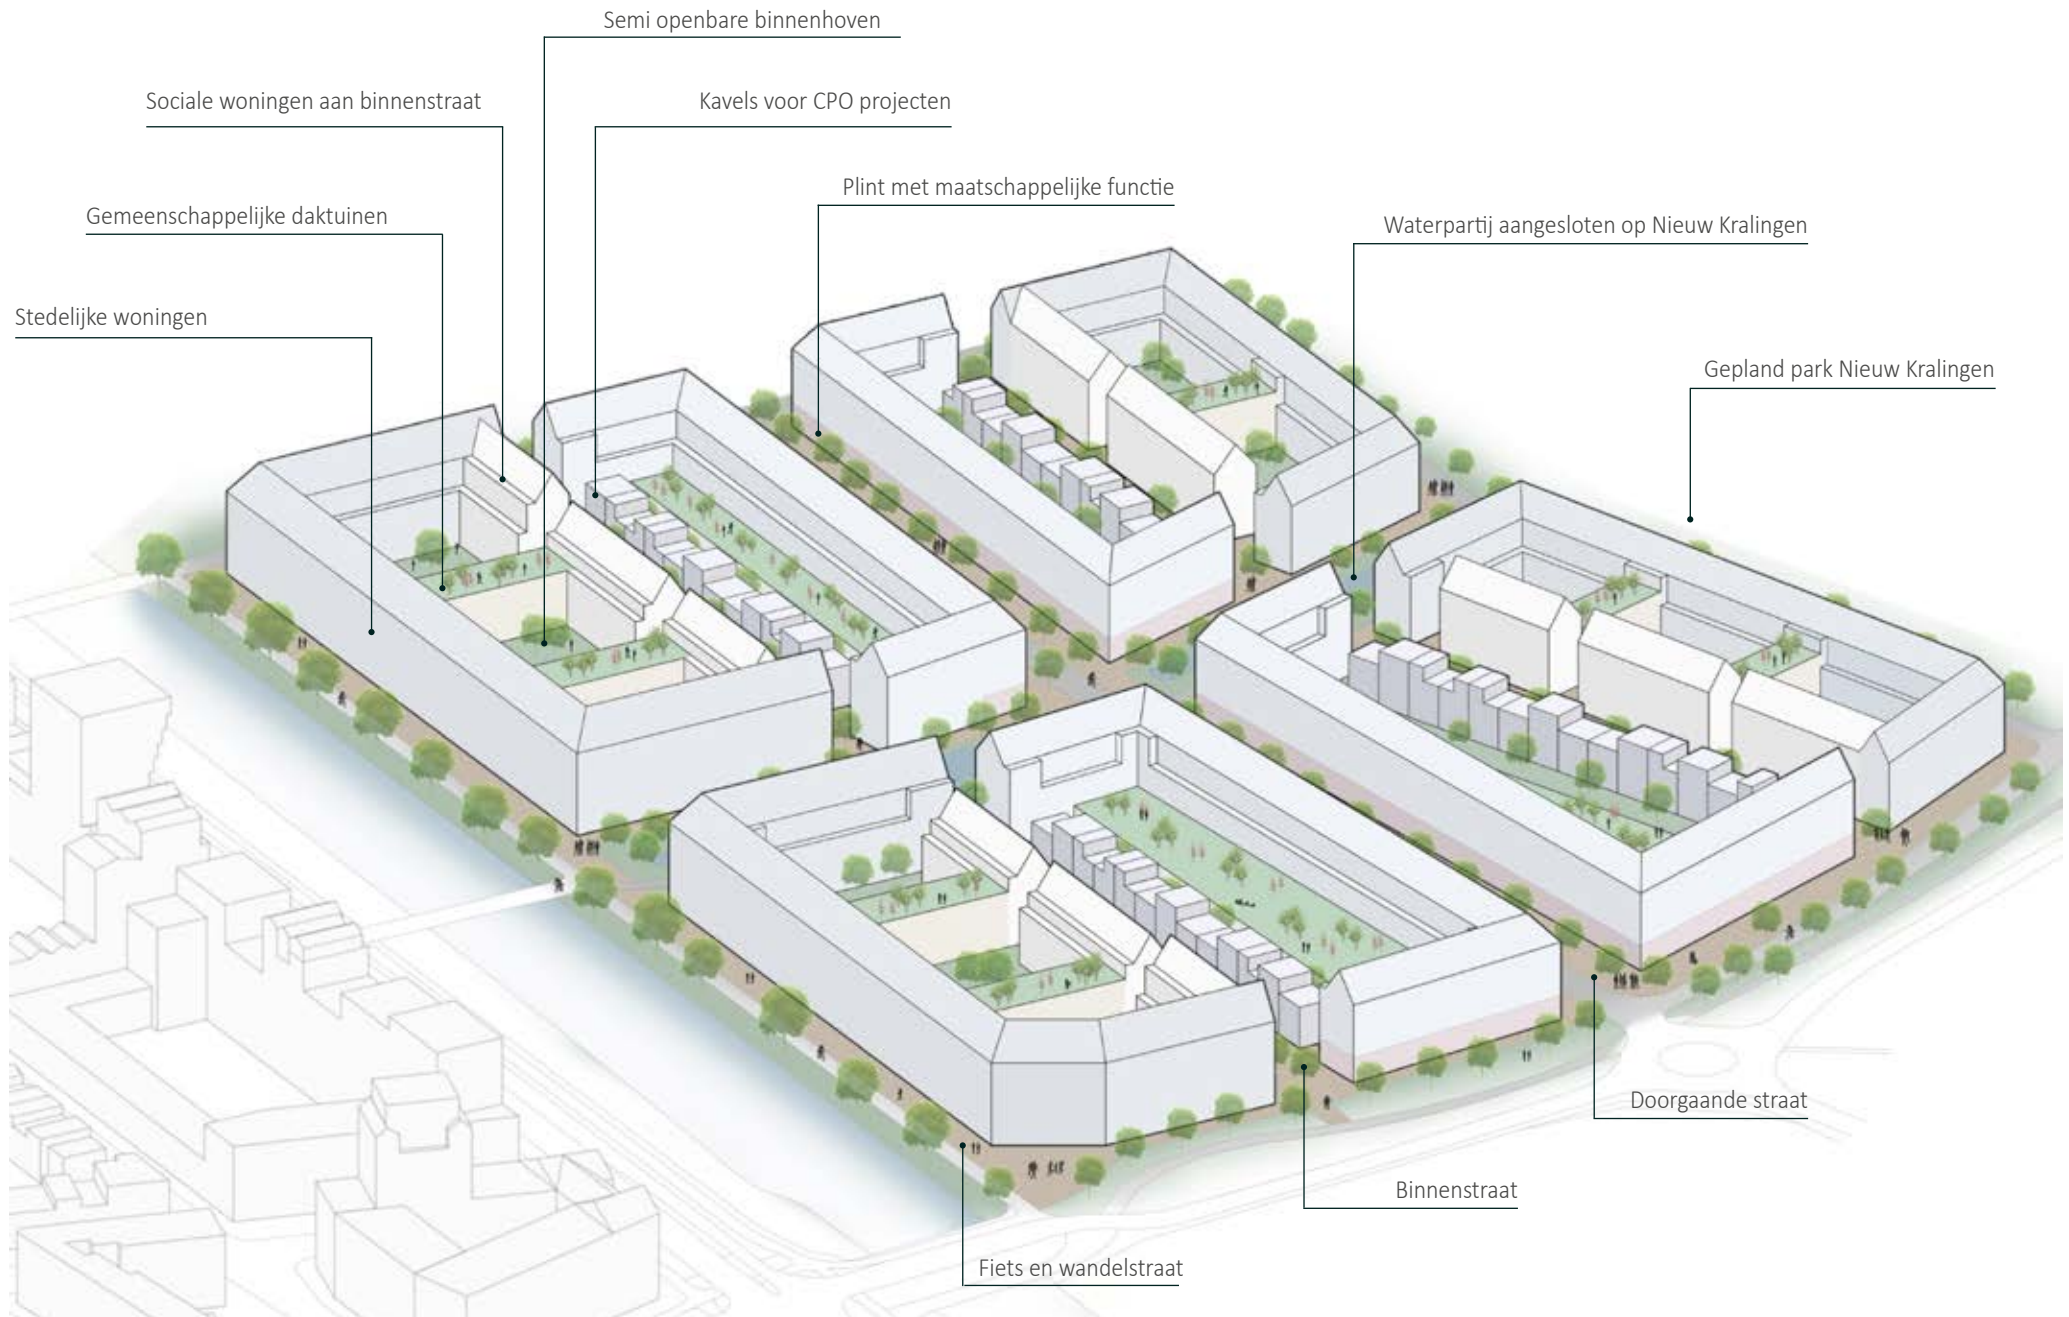 Semi openbare binnenhoven
Sociale woningen aan binnenstraat
Kavels voor CPO projecten
Plint met maatschappelijke functie
Gemeenschappelijke daktuinen
Waterpartij aangesloten op Nieuw Kralingen
Stedelijke woningen
Gepland park Nieuw Kralingen
Doorgaande straat
Binnenstraat
Fiets en wandelstraat